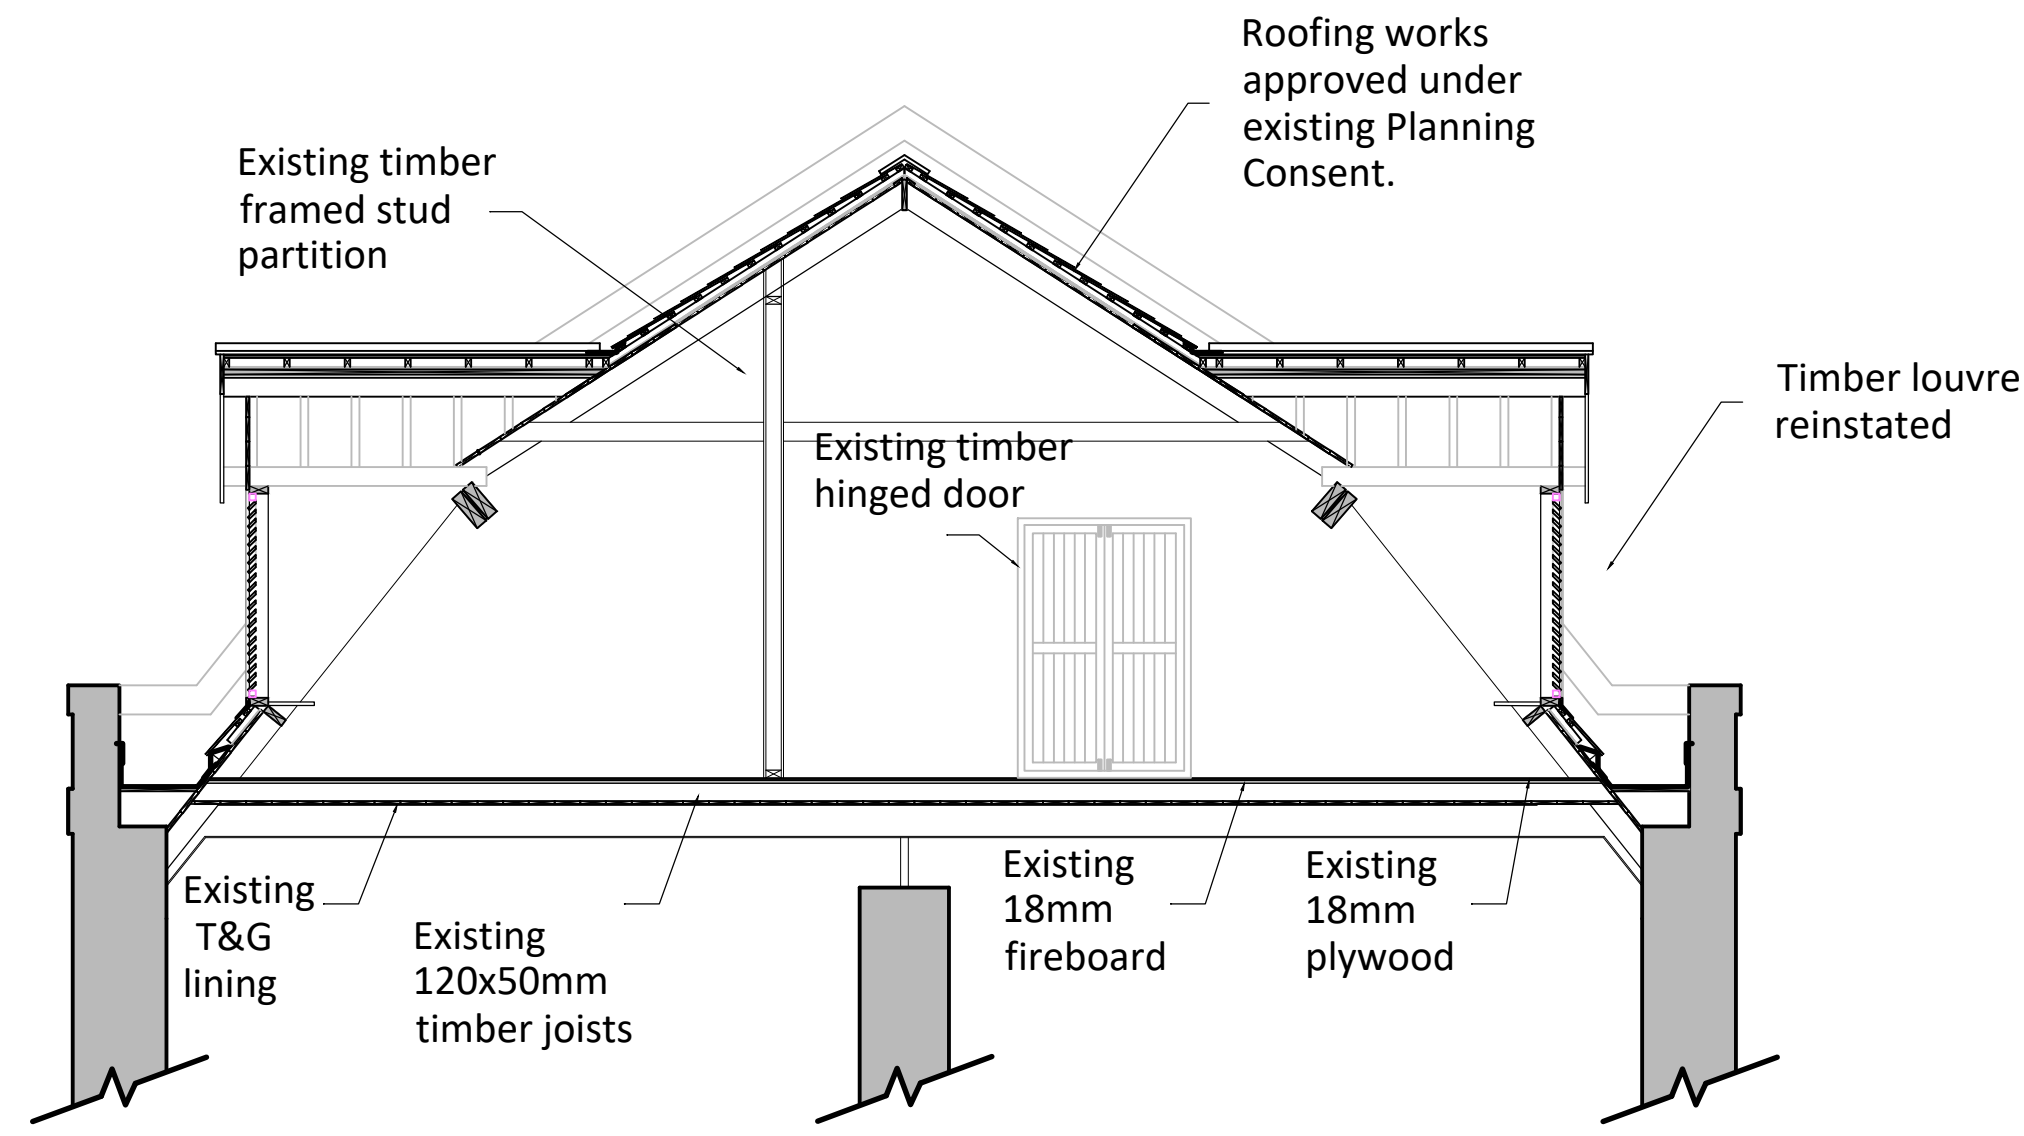 Roofing works
approved under
existing Planning
Consent.
Existing timber
framed stud
partition
Timber louvre
reinstated
Existing timber
hinged door
Existing
T&G
lining
Existing
120x50mm
timber joists
Existing
18mm
fireboard
Existing
18mm
plywood